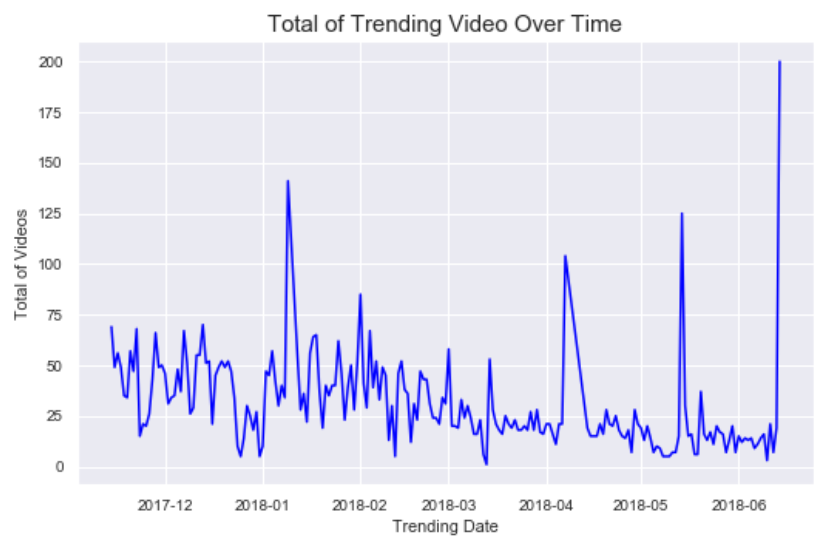 Total of Trending Video Over Time
Total of Videos
200
175
150
125
100
75
50
25
0
2017-12 2018-01 2018-02 2018-03 2018-04 2018-05 2018-06
Trending Date